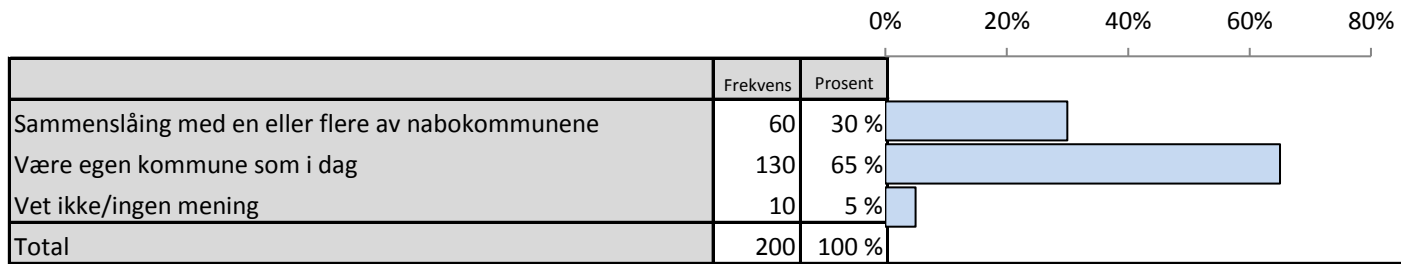 0% 20% 40% 60% 80%
Frekvens Prosent
Sammenslåing med en eller flere av nabokommunene 60 30 %
Være egen kommune som i dag 130 65 %
Vet ikke/ingen mening 10 5 %
Total 200 100 %